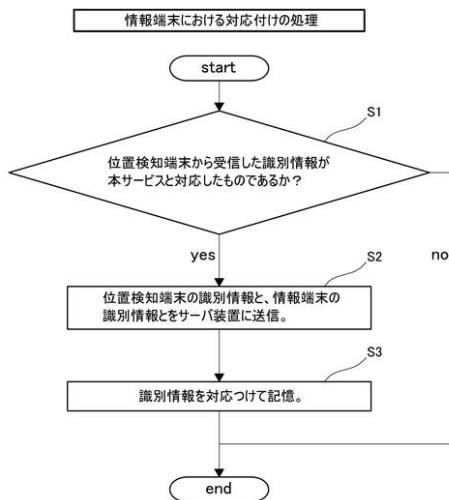 情報端末における対応付けの処理
start
S1
位置検知端末から受信した識別情報が
本サービスと対応したものであるか？
yes
no
S2
位置検知端末の識別情報と、情報端末の
識別情報とをサーバ装置に送信。
S3
識別情報を対応つけて記憶。
end